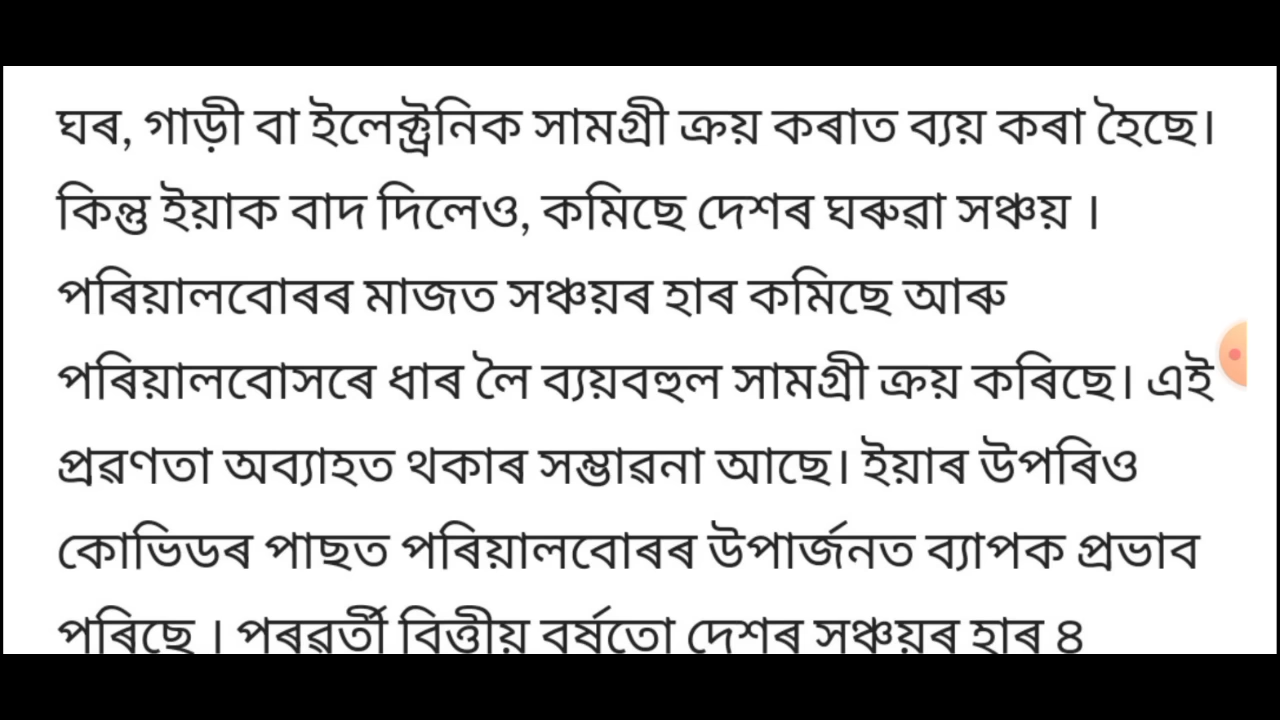 ঘৰ, গাড়ী বা ইলেক্ট্ৰনিক সামগ্ৰী ক্ৰয় কৰাত ব্যয় কৰা হৈছে।
কিন্তু ইয়াক বাদ দিলেও, কমিছে দেশৰ ঘৰুৱা সঞ্চয় ।
পৰিয়ালবোৰৰ মাজত সঞ্চয়ৰ হাৰ কমিছে আৰু
পৰিয়ালবোসৰে ধাৰ লৈ ব্যয়বহুল সামগ্ৰী ক্ৰয় কৰিছে। এই
প্ৰৱণতা অব্যাহত থকাৰ সম্ভাৱনা আছে। ইয়াৰ উপৰিও
কোভিডৰ পাছত পৰিয়ালবোৰৰ উপাৰ্জনত ব্যাপক প্ৰভাৱ
পৰিছে । পৰৱৰ্তী বিত্তীয় বৰ্ষতো দেশৰ সঞ্চয়ৰ হাৰ ৪